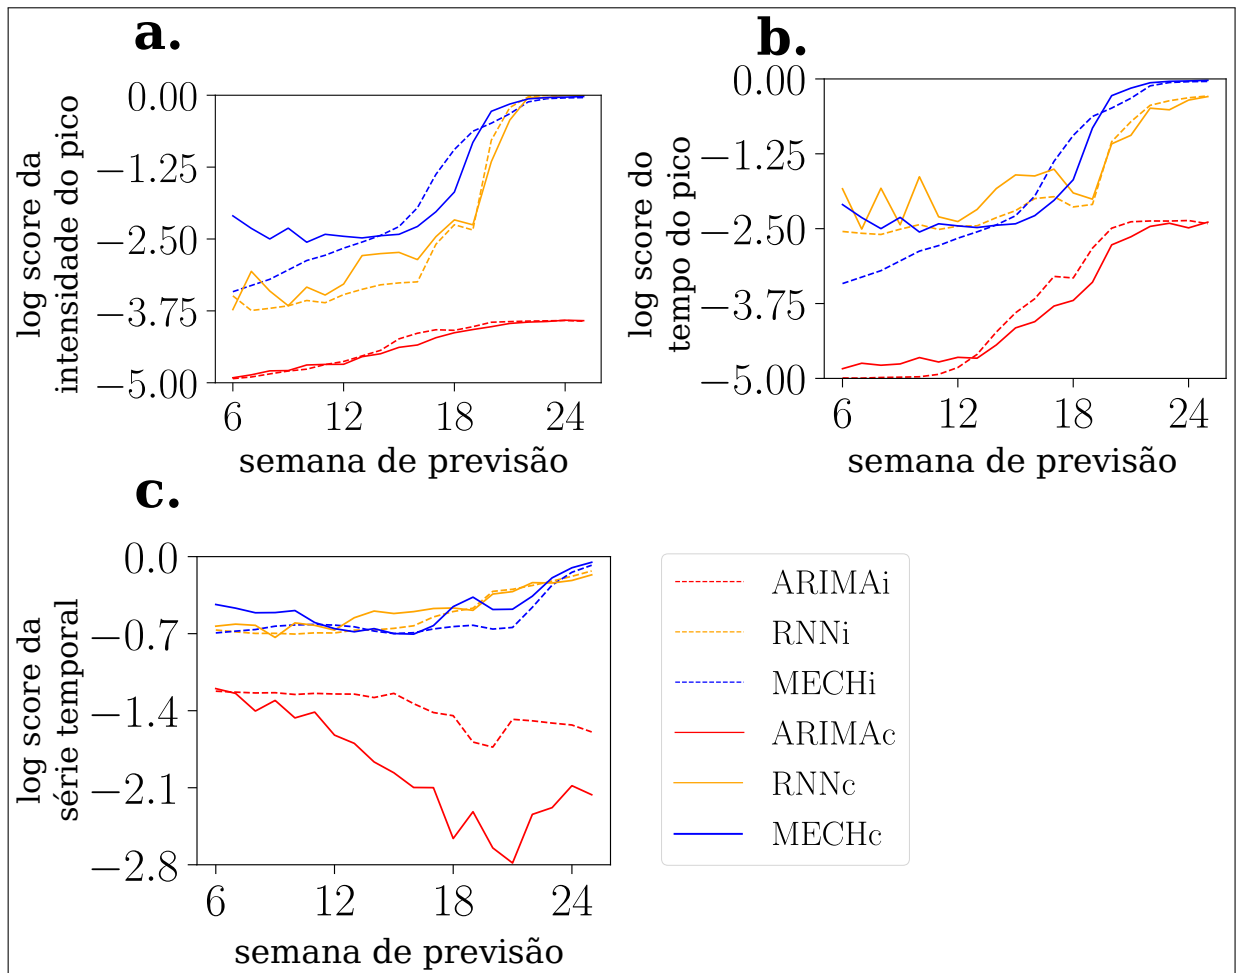 a.
log score da
intensidade do pico
0.00
−1.25
−2.50
−3.75
−5.00
6 12 18 24
semana de previsão
b.
log score do
tempo do pico
0.00
−1.25
−2.50
−3.75
−5.00
6 12 18 24
semana de previsão
c.
log score da
série temporal
0.0
−0.7
−1.4
−2.1
−2.8
6 12 18 24
semana de previsão
ARIMAi
RNNi
MECHi
ARIMAc
RNNc
MECHc